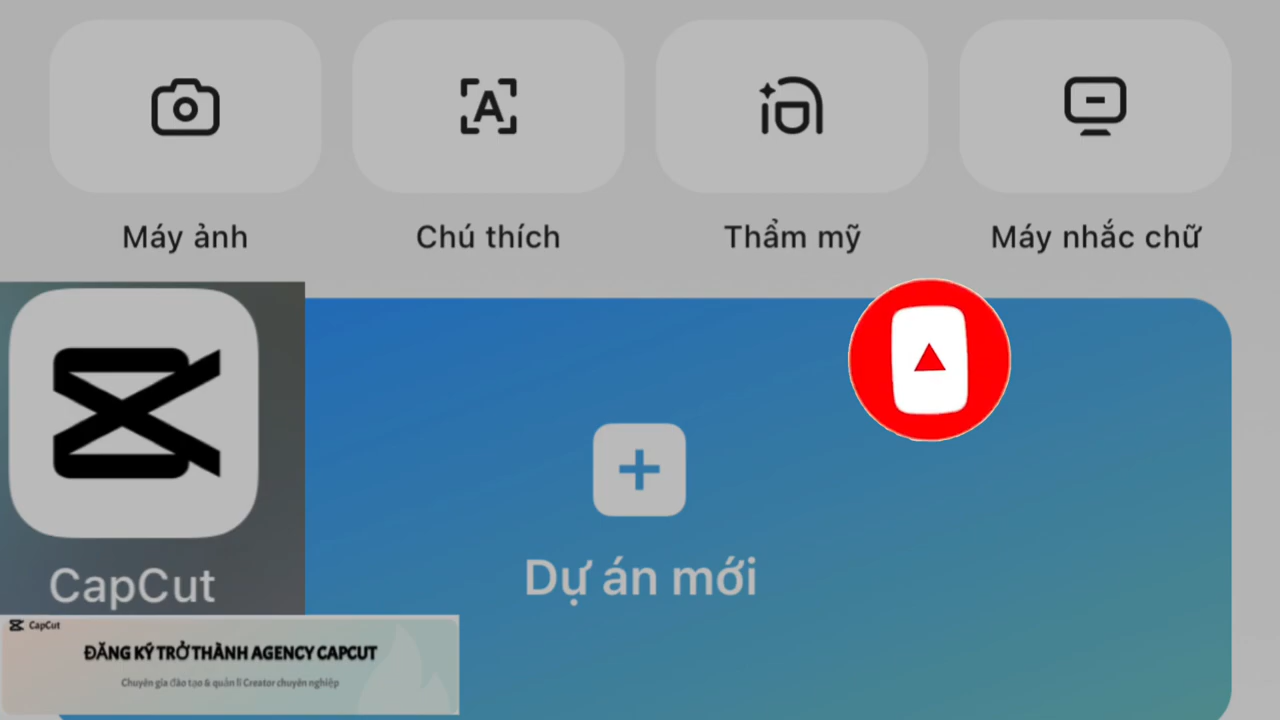 Máy ảnh
Chú thích
Thẩm mỹ
Máy nhắc chữ
CapCut
Dự án mới
CapCut
ĐĂNG KÝ TRỞ THÀNH AGENCY CAPCUT
Chuyên gia đào tạo & quản lí Creator chuyên nghiệp